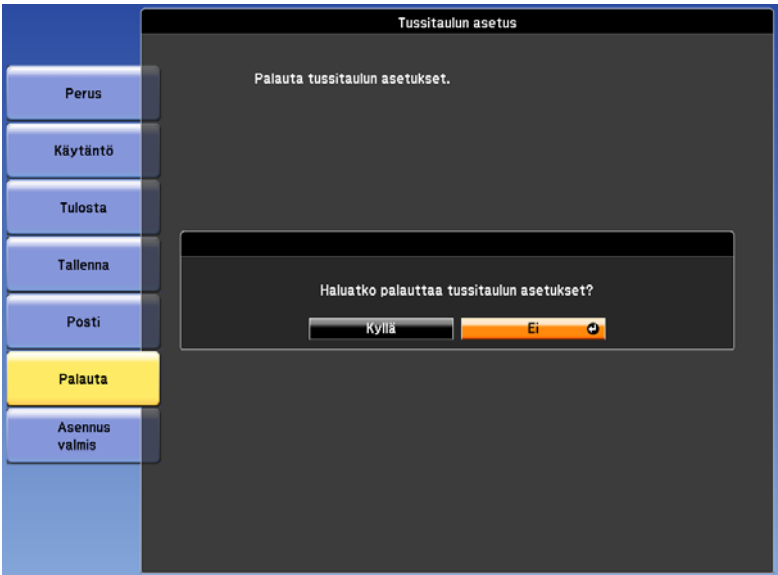 Tussitaulun asetus
Palauta tussitaulun asetukset.
Perus
Käytäntö
Tulosta
Tallenna
Posti
Palauta
Asennus
valmis
Haluatko palauttaa tussitaulun asetukset?
Kyllä
Ei